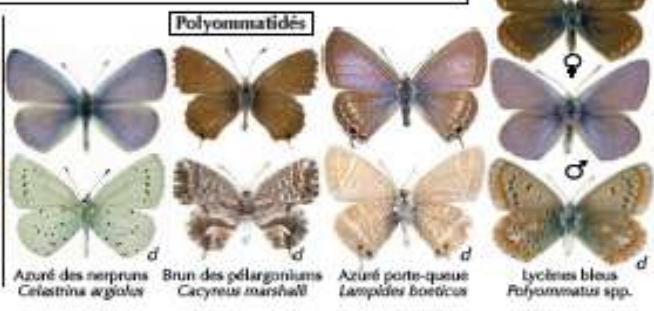 Polyommatidés
♀
♂
d d d d
Azuré des nerpruns Brun des pélargoniums Azuré porte-queue Lycènes bleus
Celastrina argiolus Cacyreus marshalli Lampides boeticus Polyommatus spp.